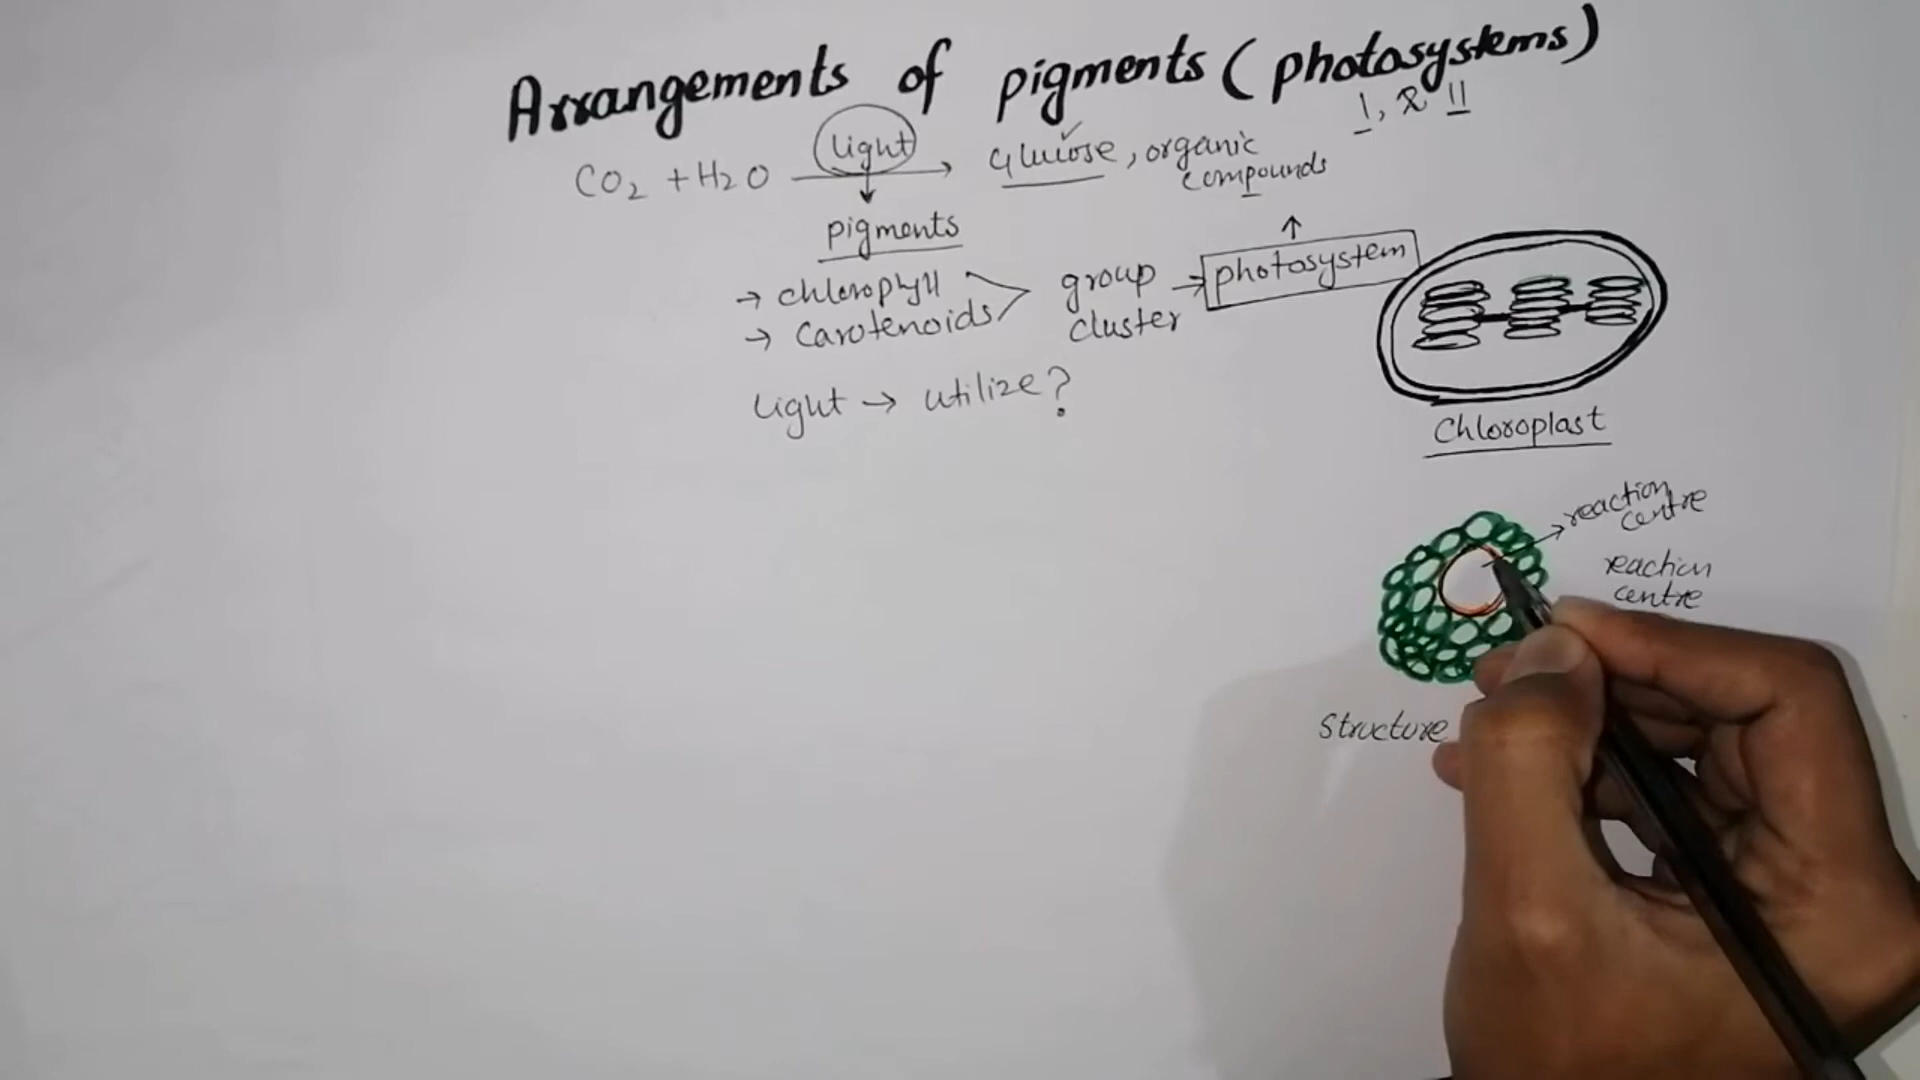 Arrangements of pigments (photosystems)
I, & II
CO2 + H2O light → Glucose, organic
compounds
pigments
→ chlorophyll
→ carotenoids
group
cluster
→ photosystem
light → utilize?
Chloroplast
reaction
centre
reaction
centre
Structure